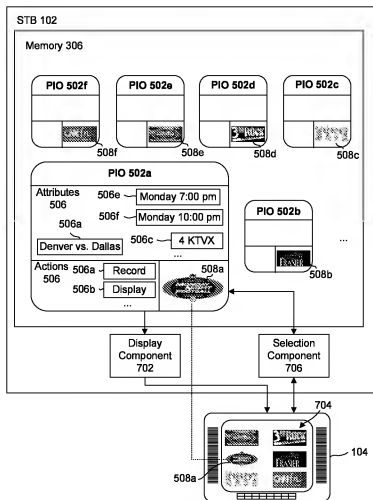 STB 102
Memory 306
PIO 502f
PIO 502e
PIO 502d
PIO 502c
508f
508e
508d
508c
PIO 502a
Attributes
506
506e
Monday 7:00 pm
506f
Monday 10:00 pm
506a
Denver vs. Dallas
506c
4 KTVX
...
Actions
506
506a
Record
506b
Display
...
508a
PIO 502b
...
FRASIER
508b
Display
Component
702
Selection
Component
706
704
104
FRASIER
508a